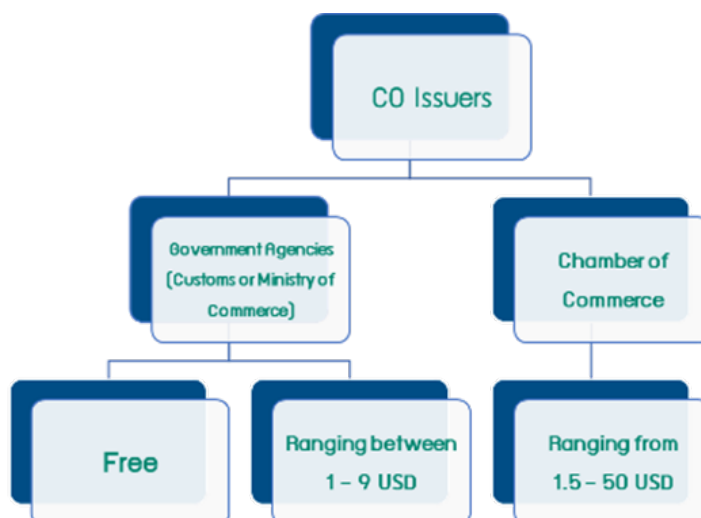 CO Issuers
Government Agencies
(Customs or Ministry of
Commerce)
Chamber of
Commerce
Free
Ranging between
1 – 9 USD
Ranging from
1.5 – 50 USD